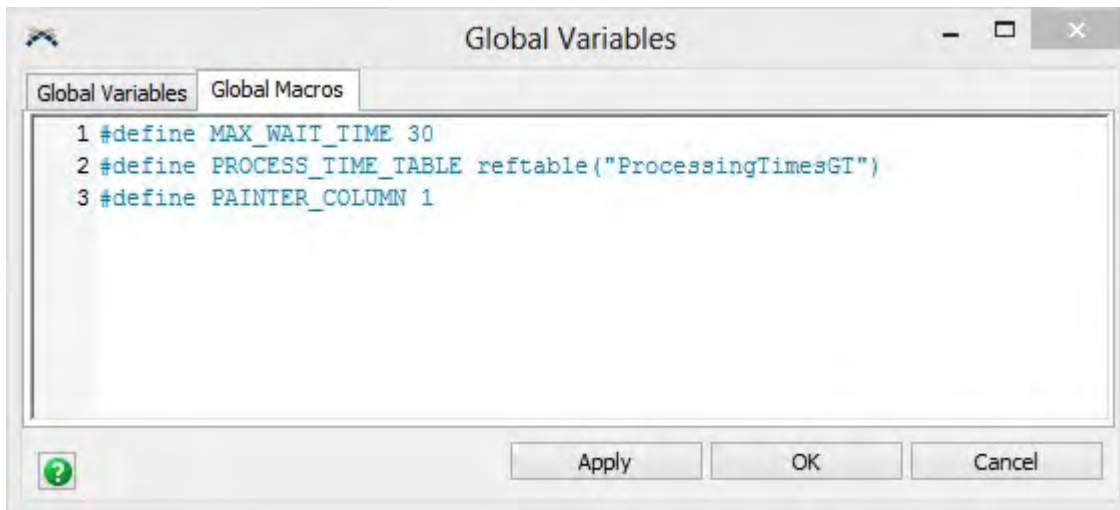 Global Variables
Global Variables Global Macros
1 #define MAX_WAIT_TIME 30
2 #define PROCESS_TIME_TABLE reftable("ProcessingTimesGT")
3 #define PAINTER_COLUMN 1
Apply OK Cancel